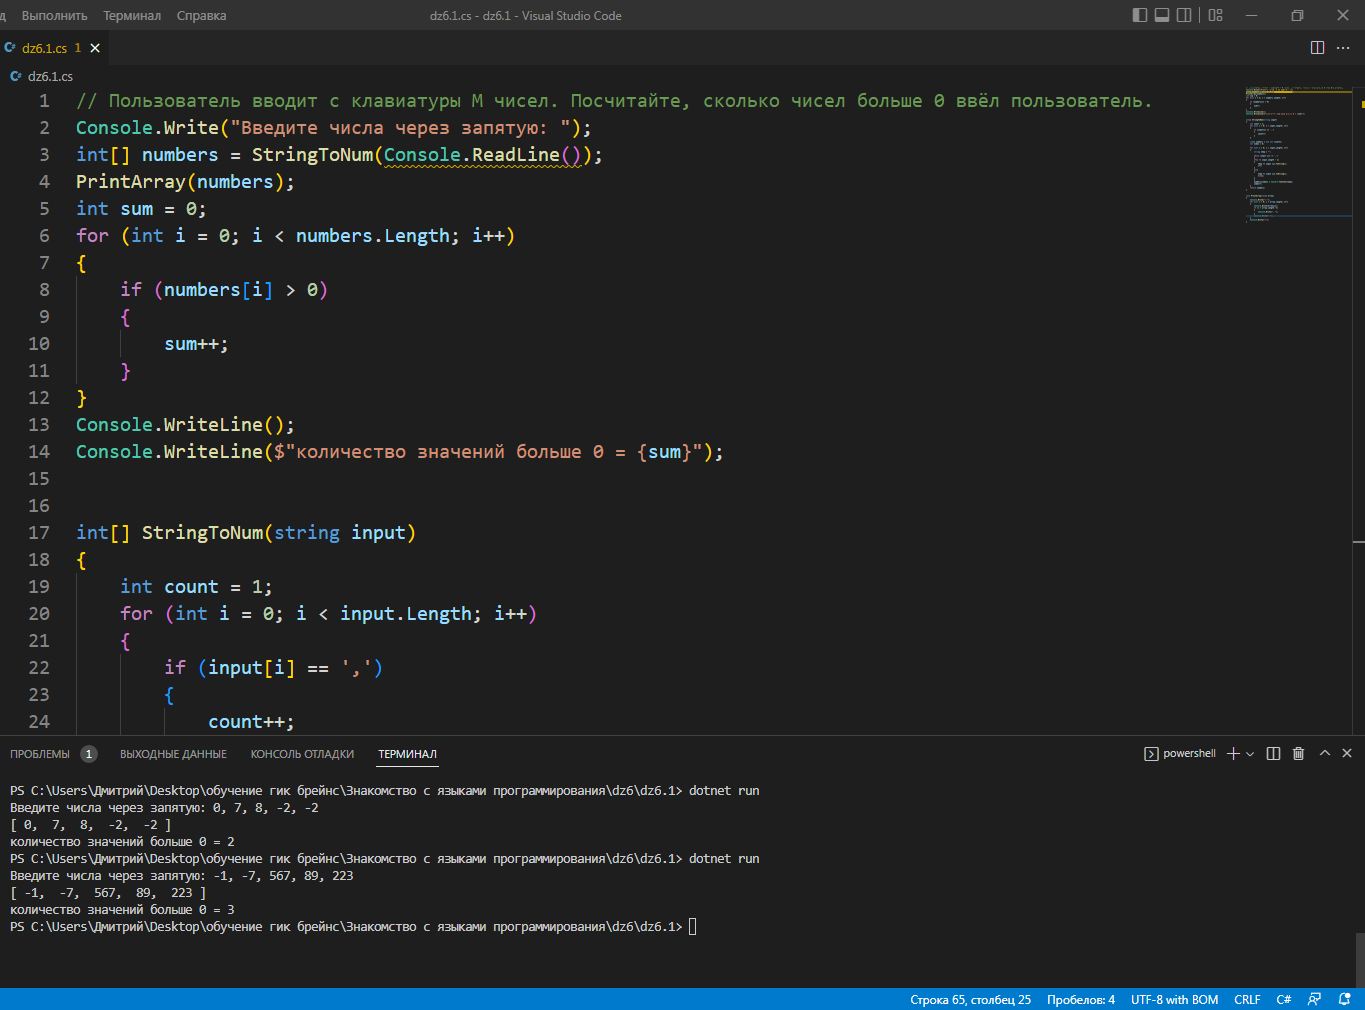 Выполнить Терминал Справка dz6.1.cs - dz6.1 - Visual Studio Code
dz6.1.cs 1
dz6.1.cs
1 // Пользователь вводит с клавиатуры M чисел. Посчитайте, сколько чисел больше 0 ввёл пользователь.
2 Console.Write("Введите числа через запятую: ");
3 int[] numbers = StringToNum(Console.ReadLine());
4 PrintArray(numbers);
5 int sum = 0;
6 for (int i = 0; i < numbers.Length; i++)
7 {
8 if (numbers[i] > 0)
9 {
10 sum++;
11 }
12 }
13 Console.WriteLine();
14 Console.WriteLine($"количество значений больше 0 = {sum}");
15
16
17 int[] StringToNum(string input)
18 {
19 int count = 1;
20 for (int i = 0; i < input.Length; i++)
21 {
22 if (input[i] == ',')
23 {
24 count++;
ПРОБЛЕМЫ 1 ВЫХОДНЫЕ ДАННЫЕ КОНСОЛЬ ОТЛАДКИ ТЕРМИНАЛ powershell
PS C:\Users\Дмитрий\Desktop\обучение гик брейнс\Знакомство с языками программирования\dz6\dz6.1> dotnet run
Введите числа через запятую: 0, 7, 8, -2, -2
[ 0, 7, 8, -2, -2 ]
количество значений больше 0 = 2
PS C:\Users\Дмитрий\Desktop\обучение гик брейнс\Знакомство с языками программирования\dz6\dz6.1> dotnet run
Введите числа через запятую: -1, -7, 567, 89, 223
[ -1, -7, 567, 89, 223 ]
количество значений больше 0 = 3
PS C:\Users\Дмитрий\Desktop\обучение гик брейнс\Знакомство с языками программирования\dz6\dz6.1>
Строка 65, столбец 25 Пробелов: 4 UTF-8 with BOM CRLF C#